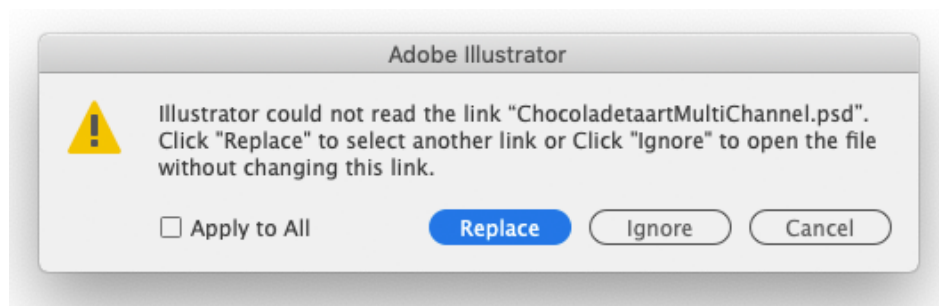 Adobe Illustrator
Illustrator could not read the link “ChocoladetaartMultiChannel.psd”.
Click "Replace" to select another link or Click "Ignore" to open the file
without changing this link.
Apply to All
Replace
Ignore
Cancel